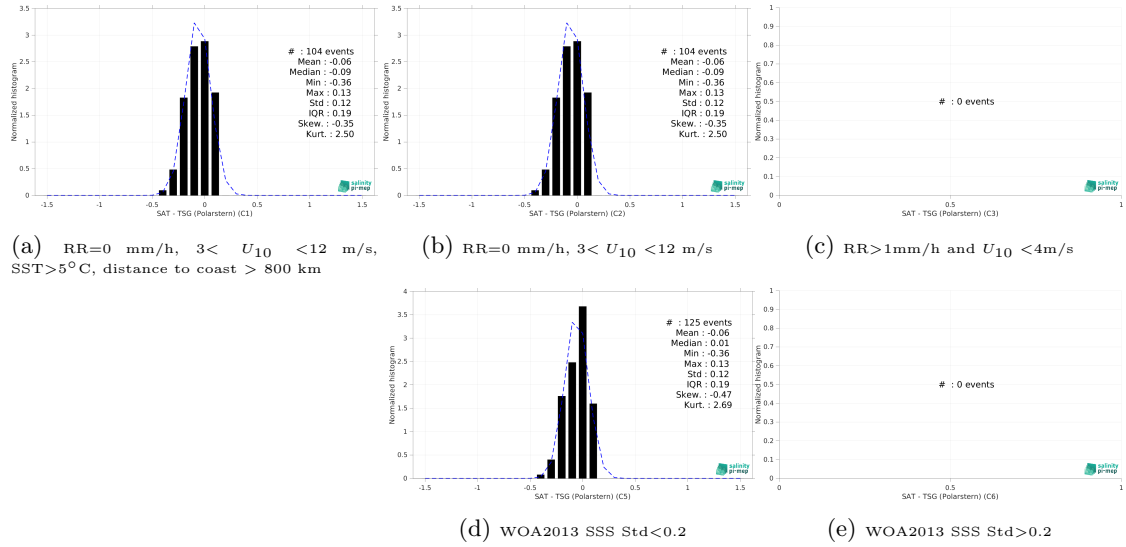 3.5
3
2.5
2
1.5
1
0.5
0
Normalized histogram
# : 104 events
Mean : -0.06
Median : -0.09
Min : -0.36
Max : 0.13
Std : 0.12
IQR : 0.19
Skew. : -0.35
Kurt. : 2.50
salinity
pi-mep
-1.5 -1 -0.5 0 0.5 1 1.5
SAT - TSG (Polarstern) (C1)
(a) RR=0 mm/h, 3< U10 <12 m/s,
SST>5°C, distance to coast > 800 km
3.5
3
2.5
2
1.5
1
0.5
0
Normalized histogram
# : 104 events
Mean : -0.06
Median : -0.09
Min : -0.36
Max : 0.13
Std : 0.12
IQR : 0.19
Skew. : -0.35
Kurt. : 2.50
salinity
pi-mep
-1.5 -1 -0.5 0 0.5 1 1.5
SAT - TSG (Polarstern) (C2)
(b) RR=0 mm/h, 3< U10 <12 m/s
1
0.9
0.8
0.7
0.6
0.5
0.4
0.3
0.2
0.1
0
Normalized histogram
# : 0 events
salinity
pi-mep
0 0.5 1
SAT - TSG (Polarstern) (C3)
(c) RR>1mm/h and U10 <4m/s
4
3.5
3
2.5
2
1.5
1
0.5
0
Normalized histogram
# : 125 events
Mean : -0.06
Median : 0.01
Min : -0.36
Max : 0.13
Std : 0.12
IQR : 0.19
Skew. : -0.47
Kurt. : 2.69
salinity
pi-mep
-1.5 -1 -0.5 0 0.5 1 1.5
SAT - TSG (Polarstern) (C5)
(d) WOA2013 SSS Std<0.2
1
0.9
0.8
0.7
0.6
0.5
0.4
0.3
0.2
0.1
0
Normalized histogram
# : 0 events
salinity
pi-mep
0 0.5 1
SAT - TSG (Polarstern) (C6)
(e) WOA2013 SSS Std>0.2